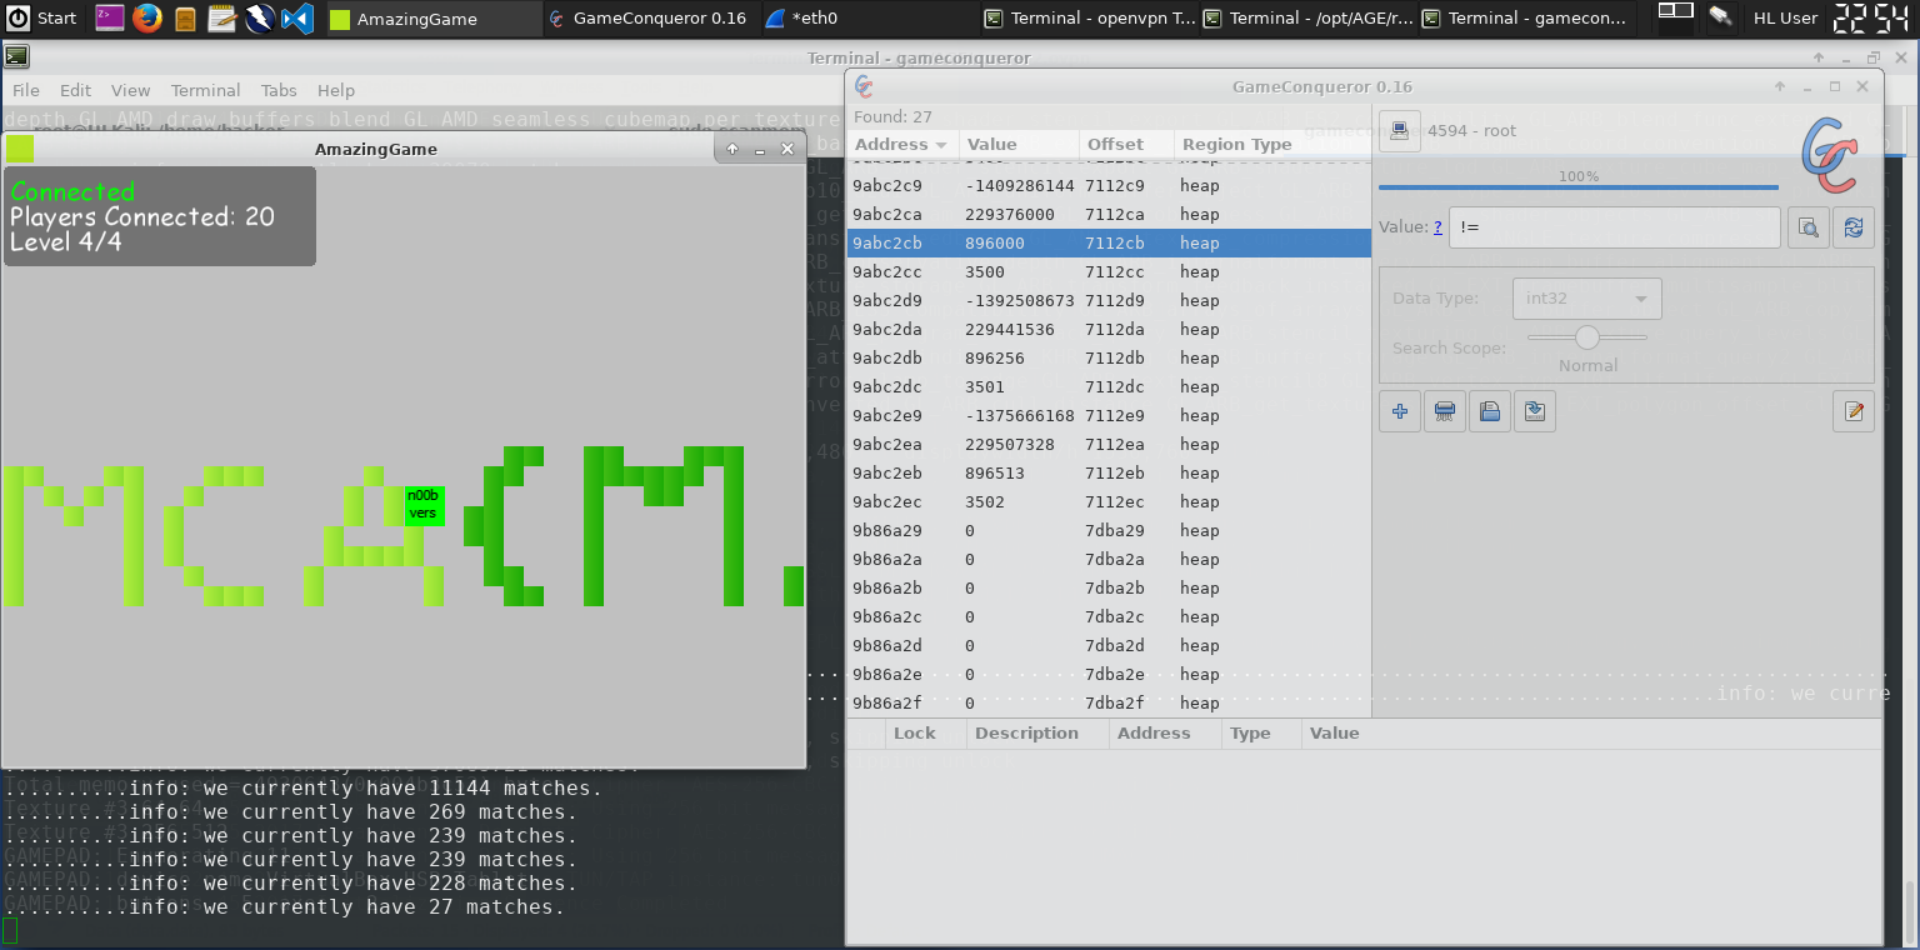 Start
AmazingGame
GameConqueror 0.16
*eth0
Terminal - openvpn T...
Terminal - /opt/AGE/r...
Terminal - gamecon...
HL User
22 54
Terminal - gameconqueror
File Edit View Terminal Tabs Help
depth GL_AMD_draw_buffers_blend GL_AMD_seamless_cubemap_per_texture
AmazingGame
Connected
Players Connected: 20
Level 4/4
MCA
CM.
n00b
vers
..........info: we currently have 11144 matches.
..........info: we currently have 269 matches.
..........info: we currently have 239 matches.
..........info: we currently have 239 matches.
..........info: we currently have 228 matches.
..........info: we currently have 27 matches.
GameConqueror 0.16
Found: 27
Address Value Offset Region Type
9abc2c9 -1409286144 7112c9 heap
9abc2ca 229376000 7112ca heap
9abc2cb 896000 7112cb heap
9abc2cc 3500 7112cc heap
9abc2d9 -1392508673 7112d9 heap
9abc2da 229441536 7112da heap
9abc2db 896256 7112db heap
9abc2dc 3501 7112dc heap
9abc2e9 -1375666168 7112e9 heap
9abc2ea 229507328 7112ea heap
9abc2eb 896513 7112eb heap
9abc2ec 3502 7112ec heap
9b86a29 0 7dba29 heap
9b86a2a 0 7dba2a heap
9b86a2b 0 7dba2b heap
9b86a2c 0 7dba2c heap
9b86a2d 0 7dba2d heap
9b86a2e 0 7dba2e heap
9b86a2f 0 7dba2f heap
4594 - root
100%
Value: ? !=
Data Type: int32
Search Scope:
Normal
info: we curre
Lock Description Address Type Value